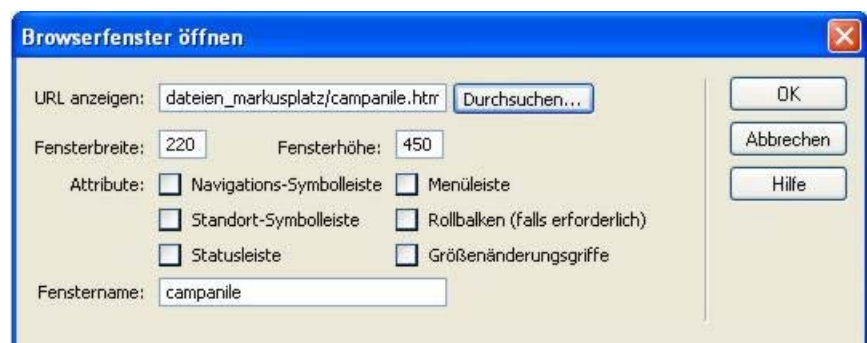 Browserfenster öffnen
URL anzeigen: dateien_markusplatz/campanile.htm Durchsuchen... OK
Fensterbreite: 220 Fensterhöhe: 450 Abbrechen
Attribute: Navigations-Symbolleiste Menüleiste Hilfe
Standort-Symbolleiste Rollbalken (falls erforderlich)
Statusleiste Größenänderungsgriffe
Fenstername: campanile